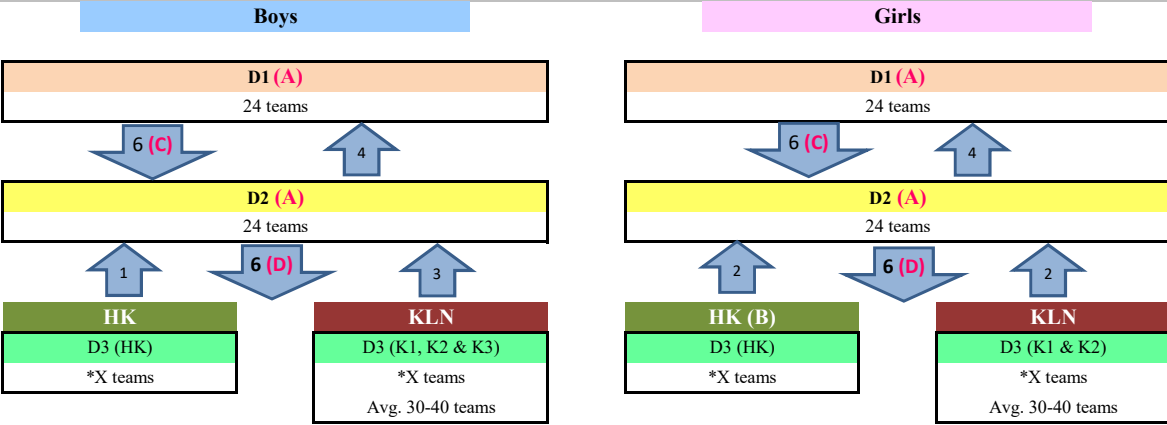 Boys
D1 (A)
24 teams
6 (C)
4
D2 (A)
24 teams
1
6 (D)
3
HK
D3 (HK)
*X teams
KLN
D3 (K1, K2 & K3)
*X teams
Avg. 30-40 teams
Girls
D1 (A)
24 teams
6 (C)
4
D2 (A)
24 teams
2
6 (D)
2
HK (B)
D3 (HK)
*X teams
KLN
D3 (K1 & K2)
*X teams
Avg. 30-40 teams